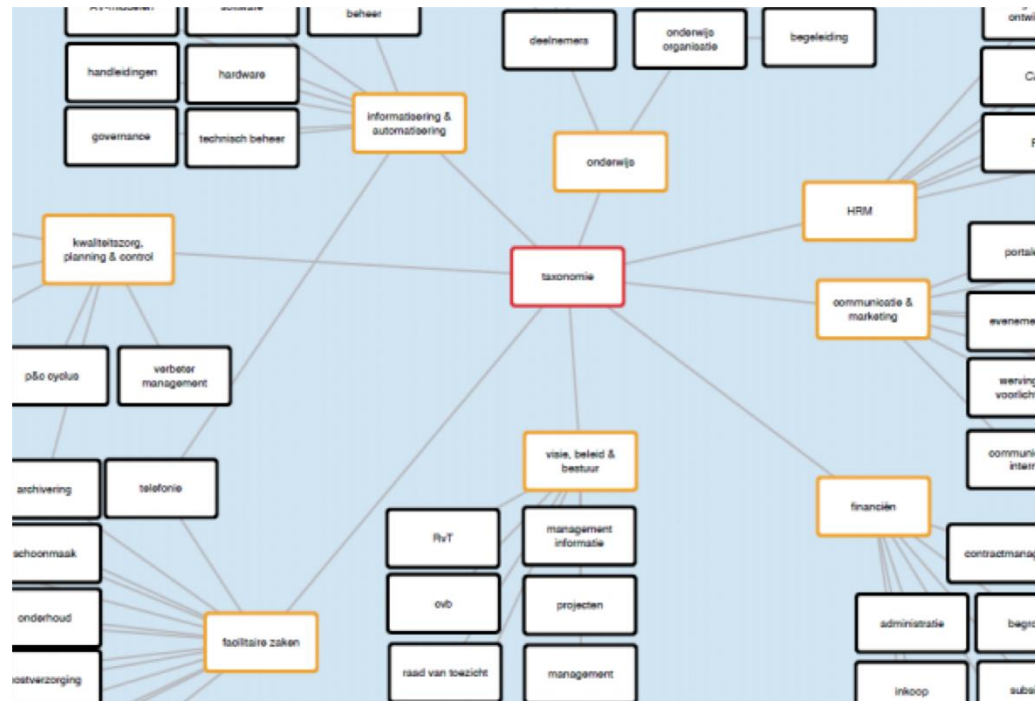 software
beheer
deelnemers
onderwijs
organisatie
begeleiding
handleidingen
hardware
informatisering &
automatisering
governance
technisch beheer
onderwijs
HRM
kwaliteitszorg,
planning & control
taxonomie
communicatie &
marketing
p&c cyclus
verbeter
management
visie, beleid &
bestuur
archivering
telefonie
financiën
RvT
management
informatie
schoonmaak
ovb
projecten
onderhoud
facilitaire zaken
administratie
raad van toezicht
management
inkoop